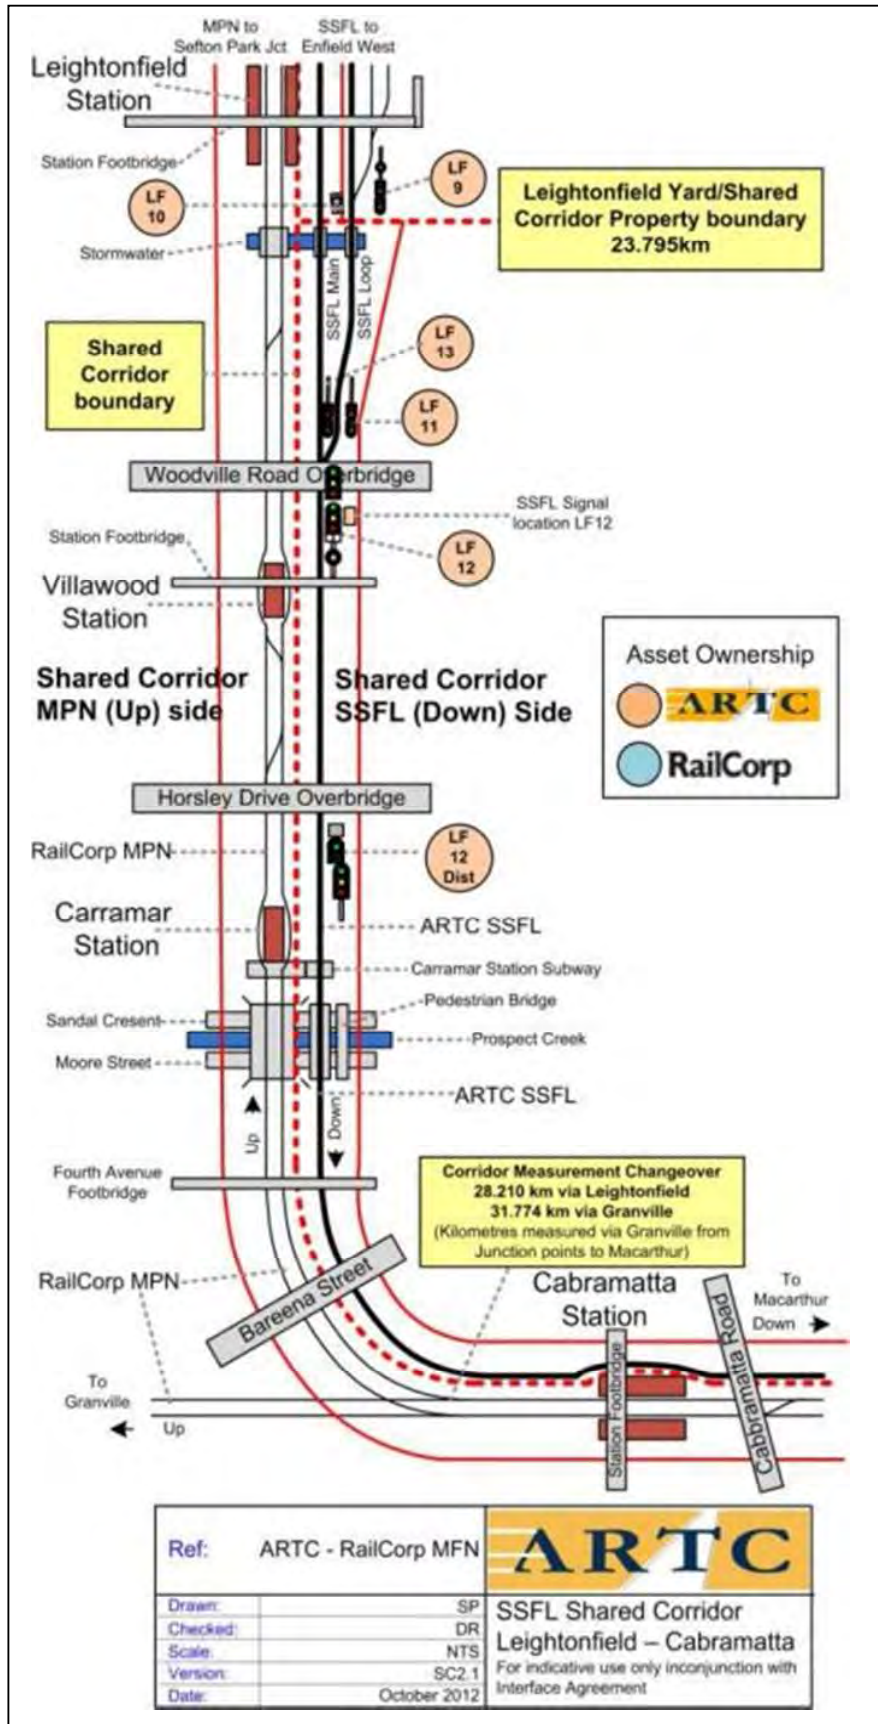 MPN to
Sefton Park Jct
SSFL to
Enfield West
Leightonfield
Station
Station Footbridge
LF
9
LF
10
Leightonfield Yard/Shared
Corridor Property boundary
23.795km
Stormwater
SSFL Main
SSFL Loop
LF
13
Shared
Corridor
boundary
LF
11
Woodville Road Overbridge
SSFL Signal
location LF12
Station Footbridge
LF
12
Villawood
Station
Asset Ownership
ARTC
RailCorp
Shared Corridor
MPN (Up) side
Shared Corridor
SSFL (Down) Side
Horsley Drive Overbridge
LF
12
Dist
RailCorp MPN
Carramar
Station
ARTC SSFL
Carramar Station Subway
Pedestrian Bridge
Sandal Cresent
Prospect Creek
Moore Street
ARTC SSFL
Up
Down
Fourth Avenue
Footbridge
Corridor Measurement Changeover
28.210 km via Leightonfield
31.774 km via Granville
(Kilometres measured via Granville from
Junction points to Macarthur)
RailCorp MPN
Bareena Street
Cabramatta
Station
To
Macarthur
Down
Station Footbridge
Cabbramatta Road
To
Granville
Up
Ref: ARTC - RailCorp MFN
ARTC
Drawn: SP
Checked: DR
Scale: NTS
Version: SC2.1
Date: October 2012
SSFL Shared Corridor
Leightonfield – Cabramatta
For indicative use only inconjunction with
Interface Agreement